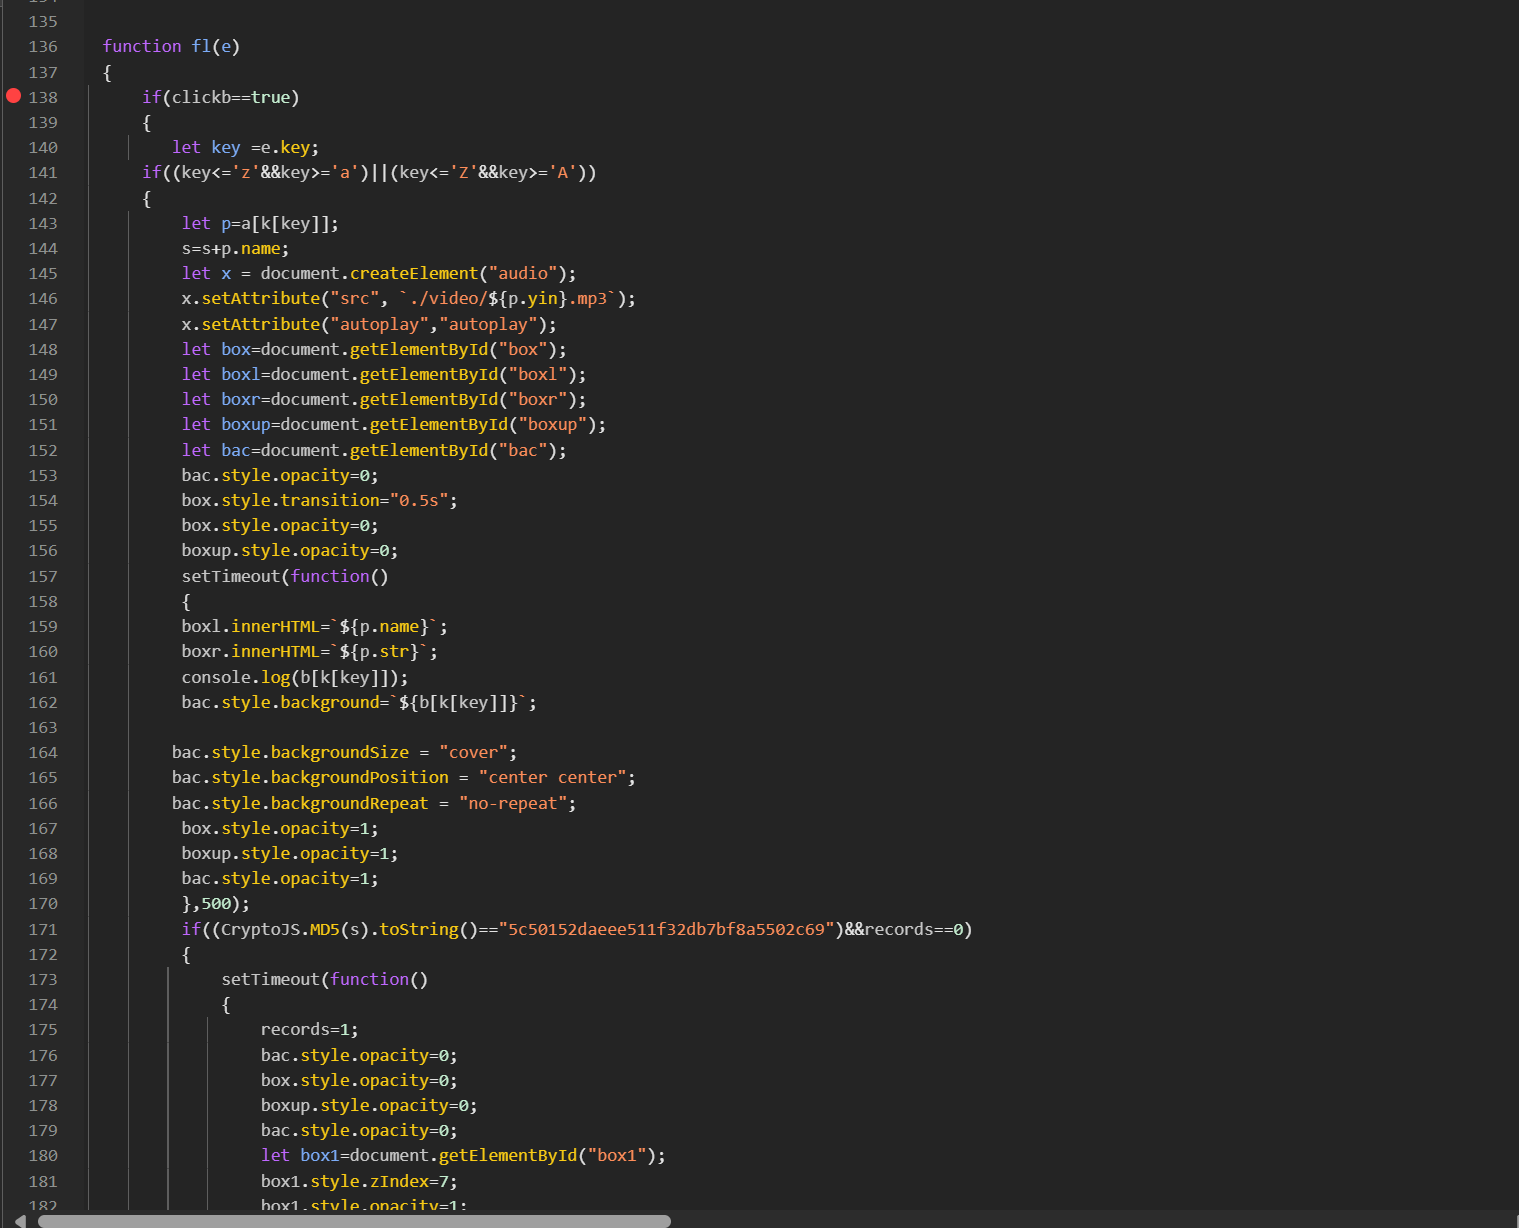 135
136 function fl(e)
137 {
138 if(clickb==true)
139 {
140 let key =e.key;
141 if((key<='z'&&key>='a')||(key<='Z'&&key>='A'))
142 {
143 let p=a[k[key]];
144 s=s+p.name;
145 let x = document.createElement("audio");
146 x.setAttribute("src", `./video/${p.yin}.mp3`);
147 x.setAttribute("autoplay","autoplay");
148 let box=document.getElementById("box");
149 let boxl=document.getElementById("boxl");
150 let boxr=document.getElementById("boxr");
151 let boxup=document.getElementById("boxup");
152 let bac=document.getElementById("bac");
153 bac.style.opacity=0;
154 box.style.transition="0.5s";
155 box.style.opacity=0;
156 boxup.style.opacity=0;
157 setTimeout(function()
158 {
159 boxl.innerHTML=`${p.name}`;
160 boxr.innerHTML=`${p.str}`;
161 console.log(b[k[key]]);
162 bac.style.background=`${b[k[key]]}`;
163
164 bac.style.backgroundSize = "cover";
165 bac.style.backgroundPosition = "center center";
166 bac.style.backgroundRepeat = "no-repeat";
167 box.style.opacity=1;
168 boxup.style.opacity=1;
169 bac.style.opacity=1;
170 },500);
171 if((CryptoJS.MD5(s).toString()=="5c50152daeee511f32db7bf8a5502c69")&&records==0)
172 {
173 setTimeout(function()
174 {
175 records=1;
176 bac.style.opacity=0;
177 box.style.opacity=0;
178 boxup.style.opacity=0;
179 bac.style.opacity=0;
180 let box1=document.getElementById("box1");
181 box1.style.zIndex=7;
182 box1.style.opacity=1;